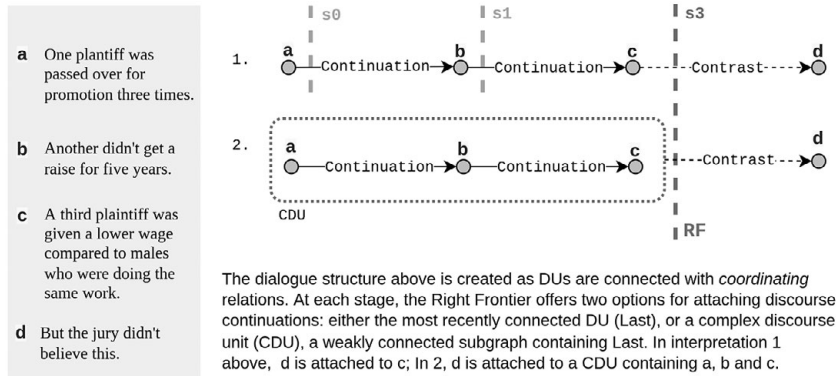 a One plantiff was
passed over for
promotion three times.
b Another didn't get a
raise for five years.
c A third plaintiff was
given a lower wage
compared to males
who were doing the
same work.
d But the jury didn't
believe this.
s0 s1 s3
1. a Continuation b Continuation c Contrast d
2. a Continuation b Continuation c Contrast d
CDU
RF
The dialogue structure above is created as DUs are connected with coordinating
relations. At each stage, the Right Frontier offers two options for attaching discourse
continuations: either the most recently connected DU (Last), or a complex discourse
unit (CDU), a weakly connected subgraph containing Last. In interpretation 1
above, d is attached to c; In 2, d is attached to a CDU containing a, b and c.